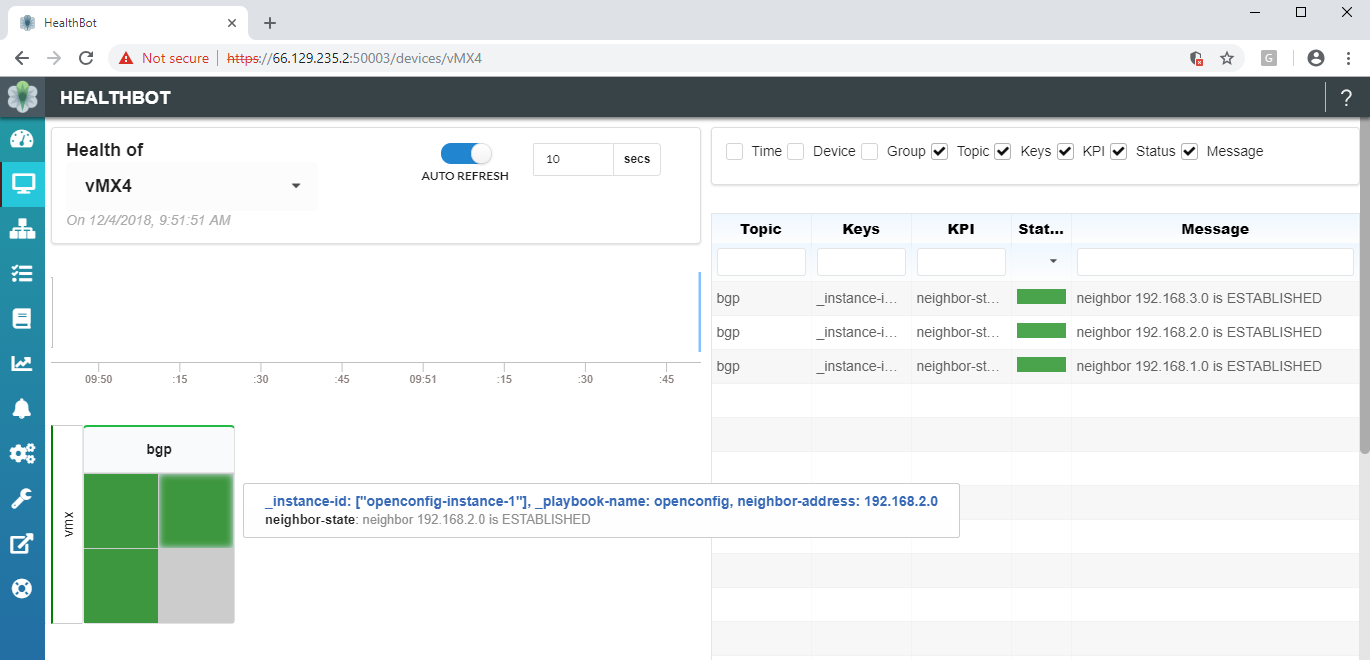 HealthBot
Not secure
https://66.129.235.2:50003/devices/vMX4
G
HEALTHBOT
?
Health of
vMX4
On 12/4/2018, 9:51:51 AM
AUTO REFRESH
10 secs
Time Device Group Topic Keys KPI Status Message
Topic Keys KPI Stat... Message
bgp _instance-i... neighbor-st... neighbor 192.168.3.0 is ESTABLISHED
bgp _instance-i... neighbor-st... neighbor 192.168.2.0 is ESTABLISHED
bgp _instance-i... neighbor-st... neighbor 192.168.1.0 is ESTABLISHED
09:50 :15 :30 :45 09:51 :15 :30 :45
bgp
vmx
_instance-id: ["openconfig-instance-1"], _playbook-name: openconfig, neighbor-address: 192.168.2.0
neighbor-state: neighbor 192.168.2.0 is ESTABLISHED